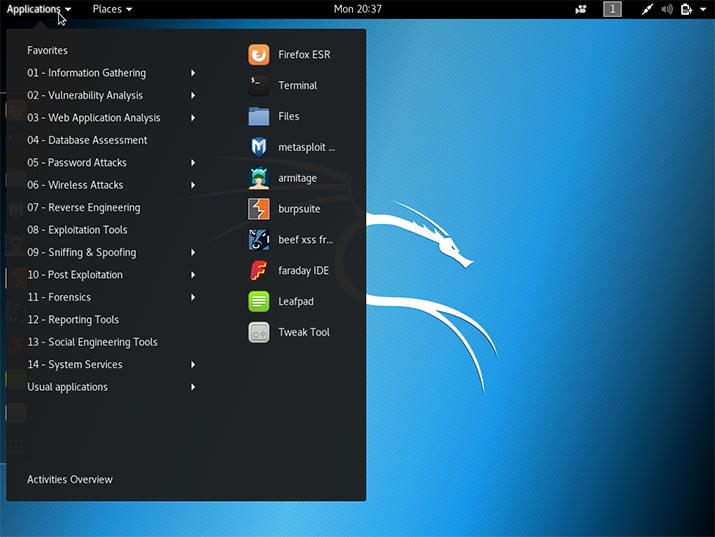 Applications Places Mon 20:37 1
Favorites
01 - Information Gathering
02 - Vulnerability Analysis
03 - Web Application Analysis
04 - Database Assessment
05 - Password Attacks
06 - Wireless Attacks
07 - Reverse Engineering
08 - Exploitation Tools
09 - Sniffing & Spoofing
10 - Post Exploitation
11 - Forensics
12 - Reporting Tools
13 - Social Engineering Tools
14 - System Services
Usual applications
Activities Overview
Firefox ESR
Terminal
Files
metasploit ...
armitage
burpsuite
beef xss fr...
faraday IDE
Leafpad
Tweak Tool